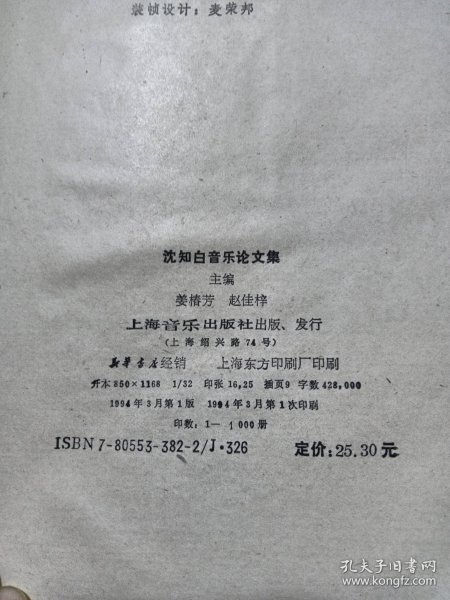 装帧设计：麦荣邦
沈知白音乐论文集
主编
姜椿芳 赵佳梓
上海音乐出版社出版、发行
(上海绍兴路74号)
新华书店经销 上海东方印刷厂印刷
开本850×1168 1/32 印张16,25 插页9 字数428,000
1994年3月第1版 1994年3月第1次印刷
印数：1—1000册
ISBN7-80553-382-2/J·326 定价：25.30元
孔夫子旧书网
www.kongfz.com